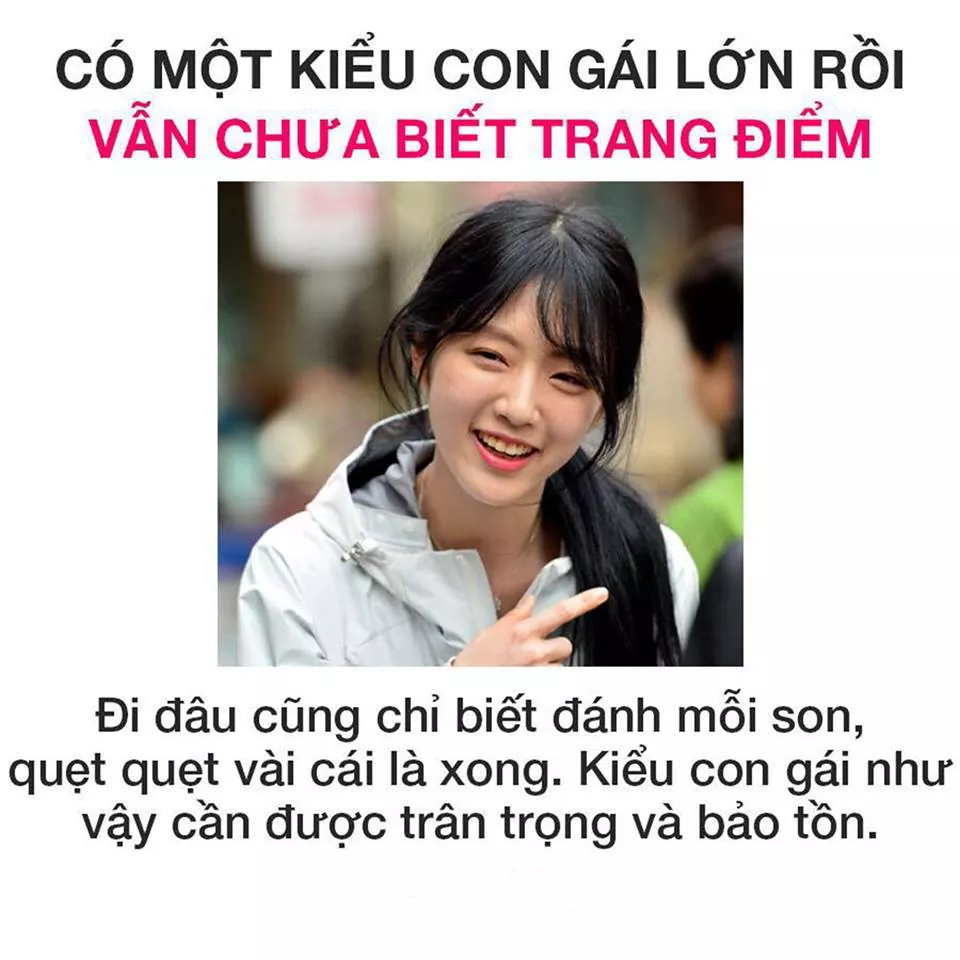 CÓ MỘT KIỂU CON GÁI LỚN RỒI
VẪN CHƯA BIẾT TRANG ĐIỂM
Đi đâu cũng chỉ biết đánh mỗi son,
quẹt quẹt vài cái là xong. Kiểu con gái như
vậy cần được trân trọng và bảo tồn.